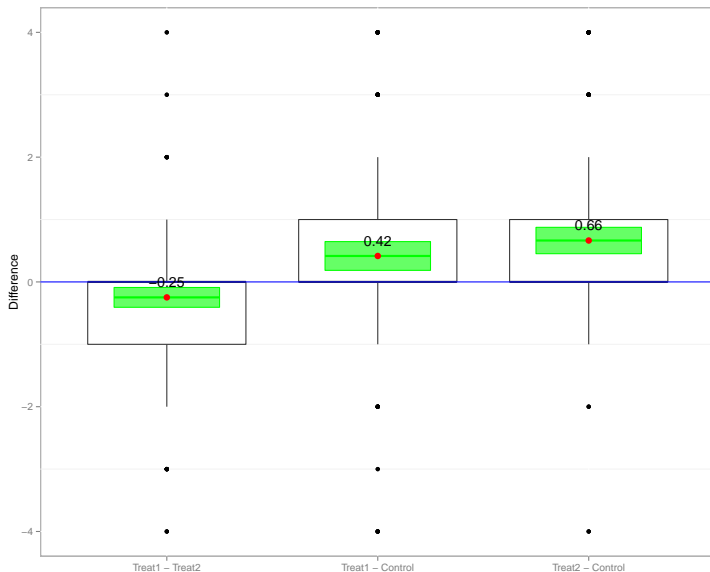 4
2
0
−2
−4
Difference
−0.25
0.42
0.66
Treat1 − Treat2
Treat1 − Control
Treat2 − Control